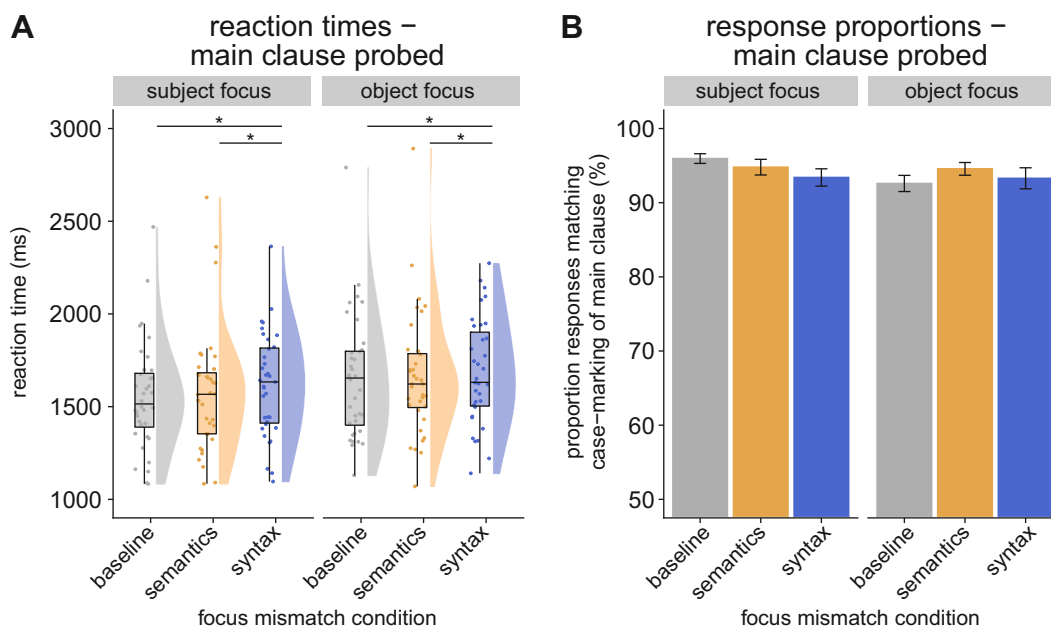 A
reaction times –
main clause probed
subject focus
object focus
*
*
*
*
3000
2500
2000
1500
1000
reaction time (ms)
baseline
semantics
syntax
baseline
semantics
syntax
focus mismatch condition
B
response proportions –
main clause probed
subject focus
object focus
100
90
80
70
60
50
proportion responses matching
case−marking of main clause (%)
baseline
semantics
syntax
baseline
semantics
syntax
focus mismatch condition